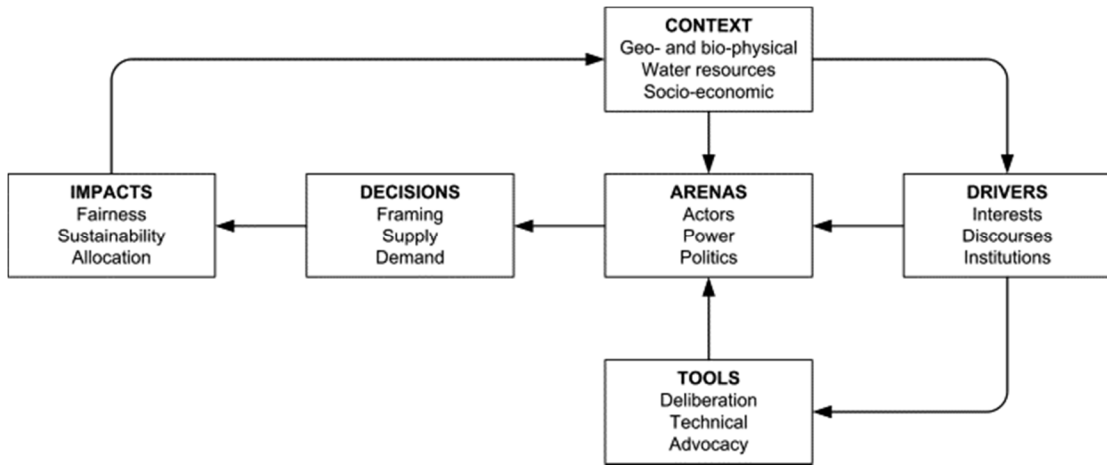 CONTEXT
Geo- and bio-physical
Water resources
Socio-economic
IMPACTS
Fairness
Sustainability
Allocation
DECISIONS
Framing
Supply
Demand
ARENAS
Actors
Power
Politics
DRIVERS
Interests
Discourses
Institutions
TOOLS
Deliberation
Technical
Advocacy